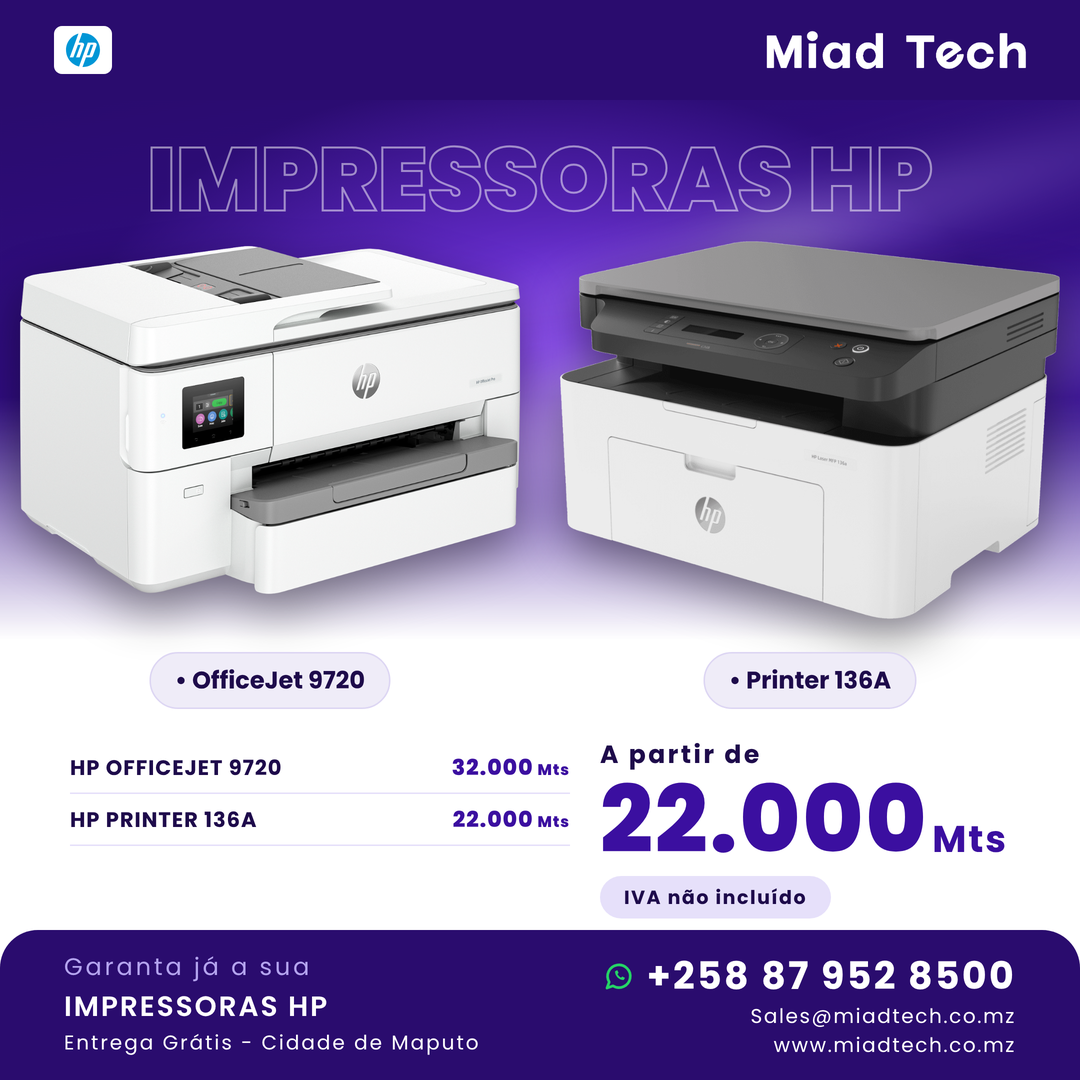 hp
Miad Tech
IMPRESSORAS HP
hp
hp
• OfficeJet 9720
• Printer 136A
HP OFFICEJET 9720 32.000 Mts
HP PRINTER 136A 22.000 Mts
A partir de
22.000 Mts
IVA não incluído
Garanta já a sua
IMPRESSORAS HP
Entrega Grátis - Cidade de Maputo
+258 87 952 8500
Sales@miadtech.co.mz
www.miadtech.co.mz